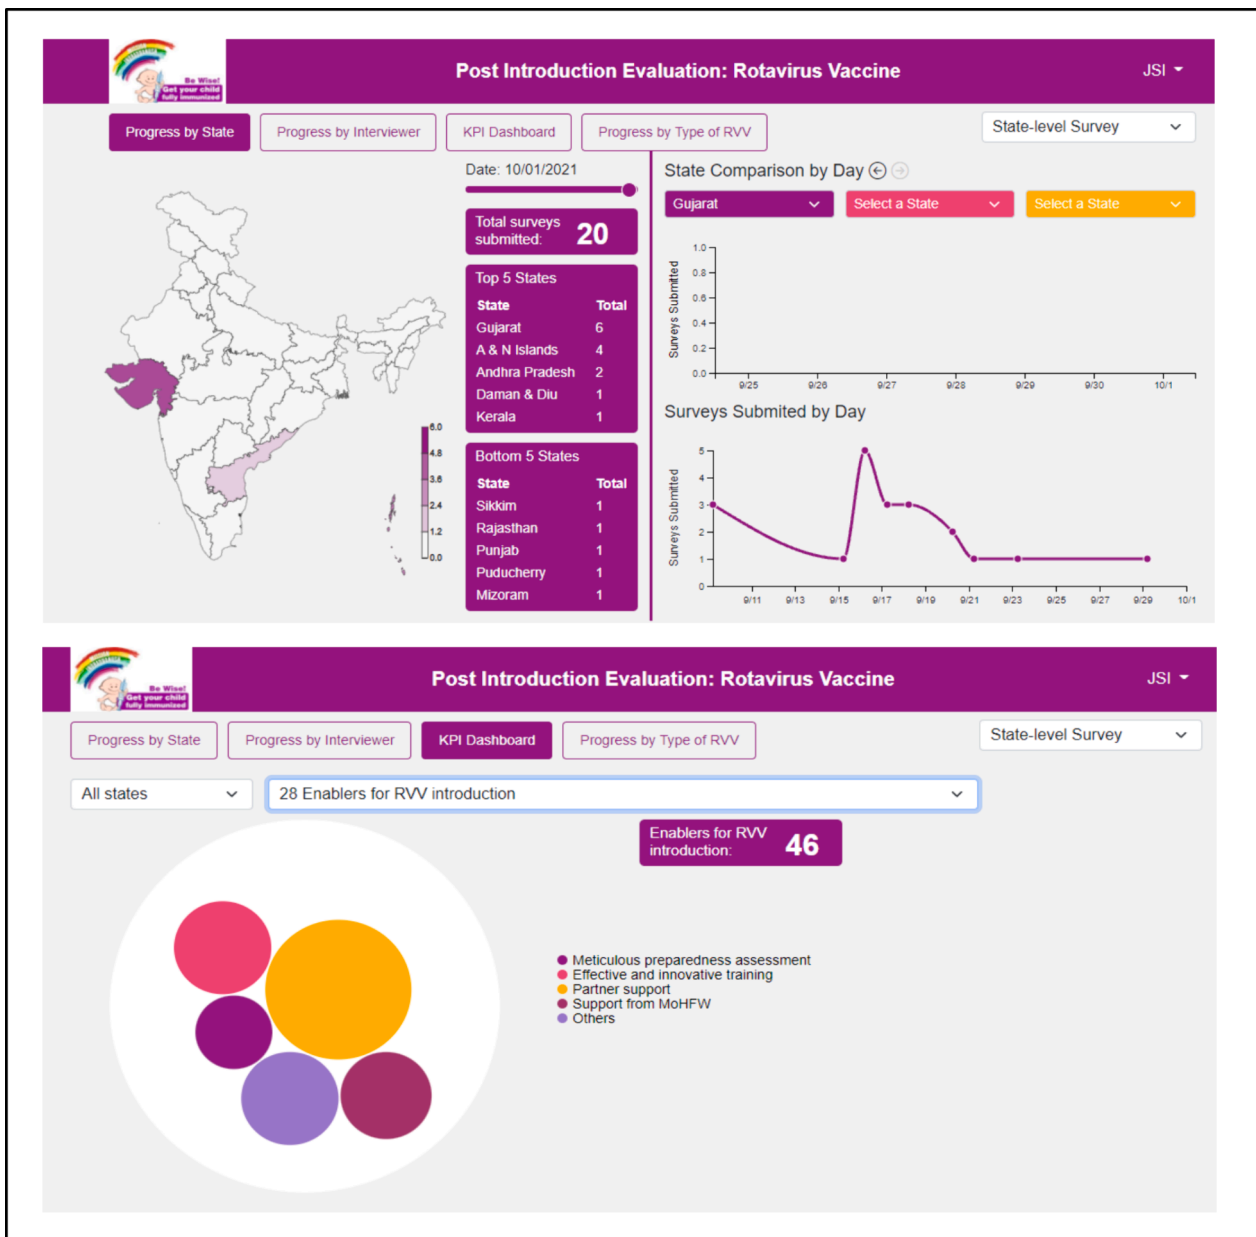 Be Wise!
Get your child
fully immunized
Post Introduction Evaluation: Rotavirus Vaccine
JSI
Progress by State
Progress by Interviewer
KPI Dashboard
Progress by Type of RVV
State-level Survey
Date: 10/01/2021
Total surveys
submitted:
20
Top 5 States
State Total
Gujarat 6
A & N Islands 4
Andhra Pradesh 2
Daman & Diu 1
Kerala 1
Bottom 5 States
State Total
Sikkim 1
Rajasthan 1
Punjab 1
Puducherry 1
Mizoram 1
6.0
4.8
3.6
2.4
1.2
0.0
State Comparison by Day
Gujarat
Select a State
Select a State
Surveys Submitted
1.0
0.8
0.6
0.4
0.2
0.0
9/25 9/26 9/27 9/28 9/29 9/30 10/1
Surveys Submited by Day
Surveys Submitted
5
4
3
2
1
0
9/11 9/13 9/15 9/17 9/19 9/21 9/23 9/25 9/27 9/29 10/1
Be Wise!
Get your child
fully immunized
Post Introduction Evaluation: Rotavirus Vaccine
JSI
Progress by State
Progress by Interviewer
KPI Dashboard
Progress by Type of RVV
State-level Survey
All states
28 Enablers for RVV introduction
Enablers for RVV
introduction:
46
Meticulous preparedness assessment
Effective and innovative training
Partner support
Support from MoHFW
Others